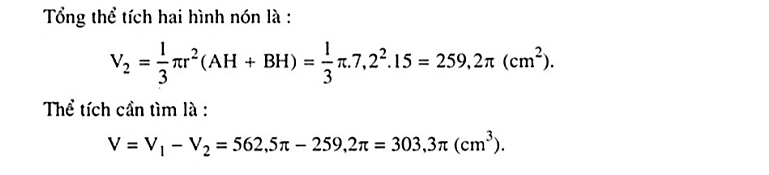 Tổng thể tích hai hình nón là :
V₂ = 1/3 πr²(AH + BH) = 1/3 π.7,2².15 = 259,2π (cm²).
Thể tích cần tìm là :
V = V₁ − V₂ = 562,5π − 259,2π = 303,3π (cm³).